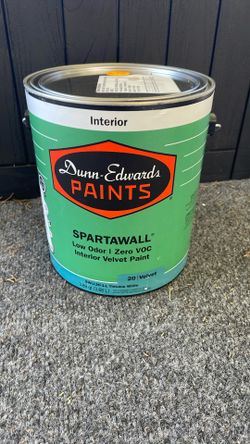 Interior
Dunn-Edwards
PAINTS
SPARTAWALL®
Low Odor | Zero VOC
Interior Velvet Paint
20 | Velvet